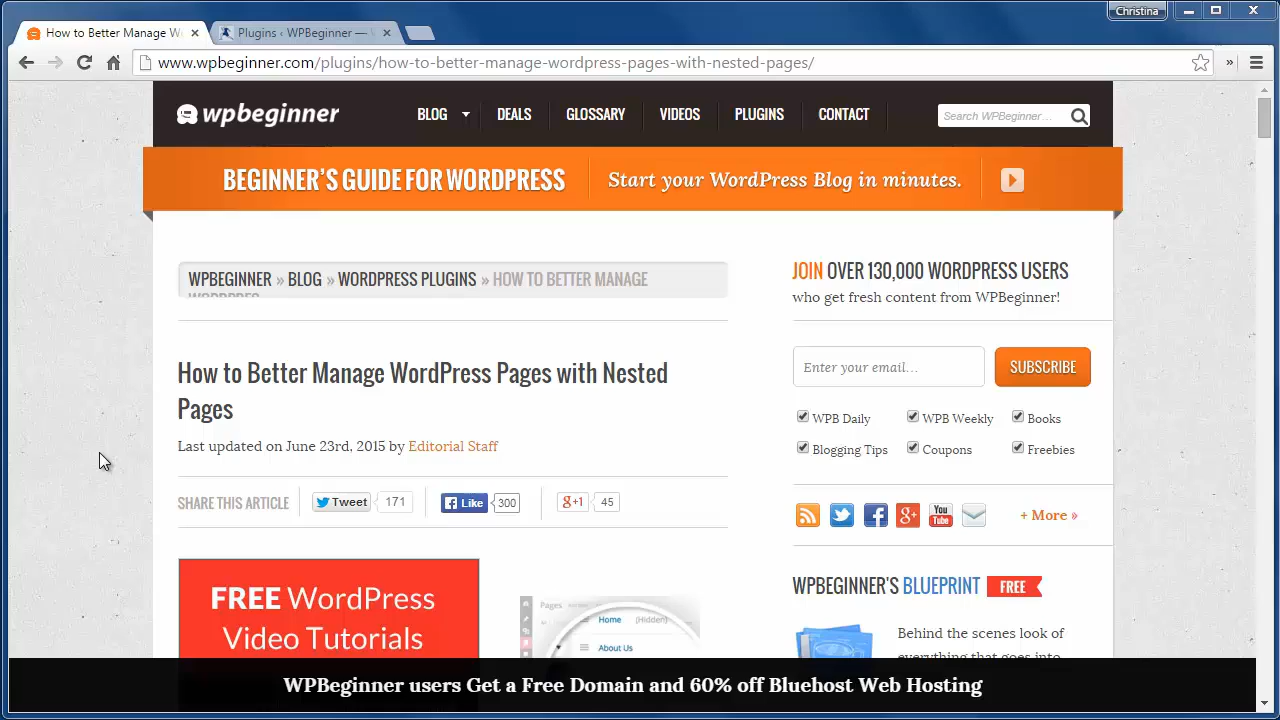 Christina
How to Better Manage W
Plugins ‹ WPBeginner —
www.wpbeginner.com/plugins/how-to-better-manage-wordpress-pages-with-nested-pages/
wpbeginner
BLOG DEALS GLOSSARY VIDEOS PLUGINS CONTACT
Search WPBeginner...
BEGINNER'S GUIDE FOR WORDPRESS
Start your WordPress Blog in minutes.
WPBEGINNER » BLOG » WORDPRESS PLUGINS » HOW TO BETTER MANAGE
JOIN OVER 130,000 WORDPRESS USERS
who get fresh content from WPBeginner!
Enter your email...
SUBSCRIBE
WPB Daily WPB Weekly Books
Blogging Tips Coupons Freebies
How to Better Manage WordPress Pages with Nested
Pages
Last updated on June 23rd, 2015 by Editorial Staff
SHARE THIS ARTICLE Tweet 171 Like 300 g+1 45
You
Tube
+ More »
WPBEGINNER'S BLUEPRINT FREE
Behind the scenes look of
everything that goes into
FREE WordPress
Video Tutorials
Pages
Home (Hidden)
About Us
WPBeginner users Get a Free Domain and 60% off Bluehost Web Hosting